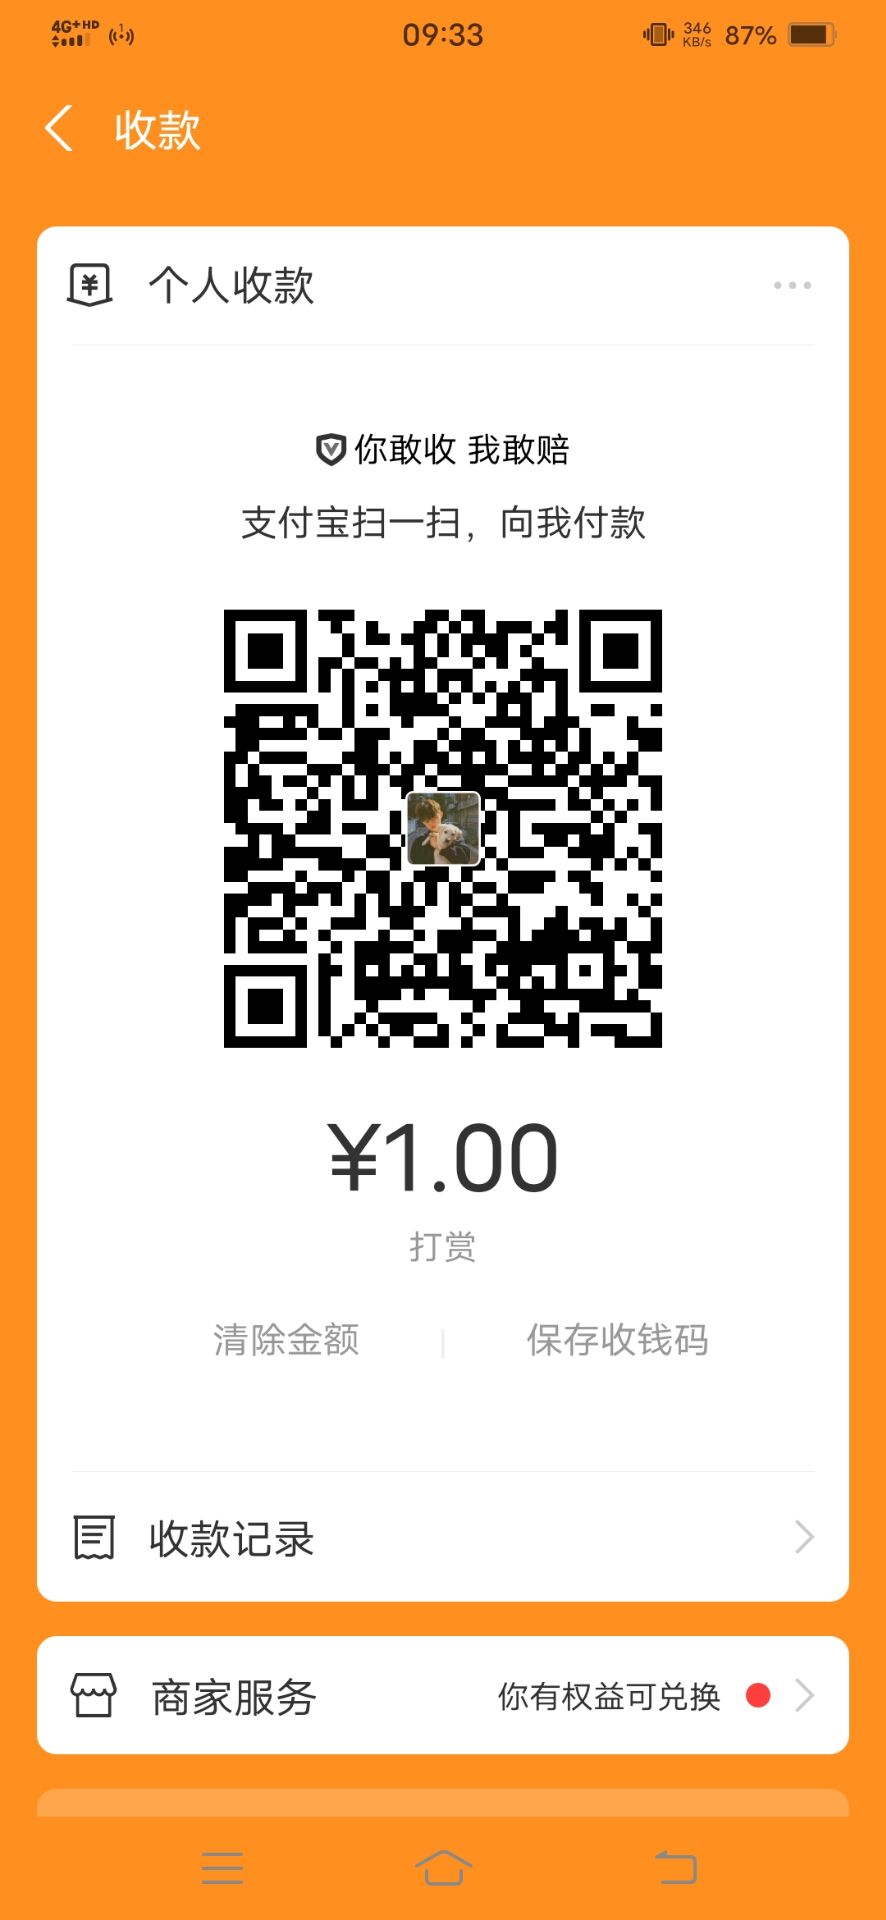 4G+ HD
09:33
346 KB/s 87%
收款
个人收款
你敢收 我敢赔
支付宝扫一扫，向我付款
¥1.00
打赏
清除金额 保存收钱码
收款记录
商家服务 你有权益可兑换